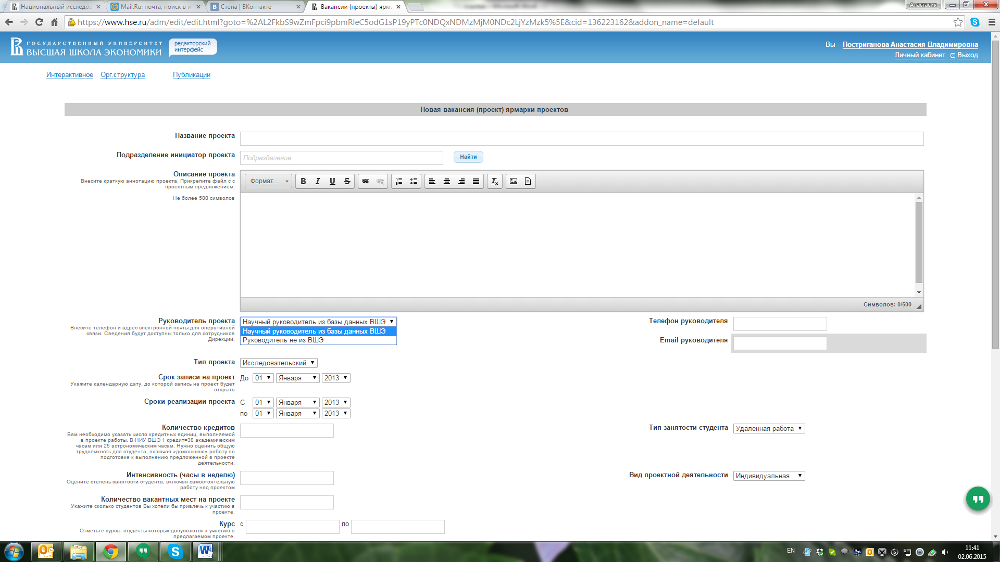 Национальный исследов
Mail.Ru: почта, поиск в и
Стена | ВКонтакте
Вакансии (проекты) ярма
Анастасия
https://www.hse.ru/adm/edit/edit.html?goto=%2AL2FkbS9wZmFpci9pbmRleC5odG1sP19yPTc0NDQxNDMzMjM0NDc2LjYzMzk5%5E&cid=136223162&addon_name=default
ГОСУДАРСТВЕННЫЙ УНИВЕРСИТЕТ
ВЫСШАЯ ШКОЛА ЭКОНОМИКИ
редакторский
интерфейс
Вы – Постриганова Анастасия Владимировна
Личный кабинет Выход
Интерактивное Орг.структура Публикации
Новая вакансия (проект) ярмарки проектов
Название проекта
Подразделение инициатор проекта Подразделение Найти
Описание проекта
Внесите краткую аннотацию проекта. Прикрепите файл с с
проектным предложением.
Не более 500 символов
Формат... B I U S
Символов: 0/500
Руководитель проекта Научный руководитель из базы данных ВШЭ
Научный руководитель из базы данных ВШЭ
Руководитель не из ВШЭ
Внесите телефон и адрес электронной почты для оперативной
связи. Сведения будут доступны только для сотрудников
Дирекции.
Телефон руководителя
Email руководителя
Тип проекта Исследовательский
Срок записи на проект До 01 Января 2013
Укажите календарную дату, до которой запись на проект будет
открыта
Сроки реализации проекта С 01 Января 2013
по 01 Января 2013
Количество кредитов
Вам необходимо указать число кредитных единиц, выполняемой
в проекте работы. В НИУ ВШЭ 1 кредит=38 академическим
часам или 25 астрономическим часам. Нужно оценить общую
трудоемкость для студента, включая «домашнюю» работу по
подготовке к выполнению предложенной в проекте
деятельности.
Тип занятости студента Удаленная работа
Интенсивность (часы в неделю)
Оцените степень занятости студента, включая самостоятельную
работу над проектом
Вид проектной деятельности Индивидуальная
Количество вакантных мест на проекте
Укажите сколько студентов Вы хотели бы привлечь к участию в
проекте.
Курс с по
Отметьте курсы, студенты которых допускаются к участию в
предлагаемом проекте.
EN
11:41
02.06.2015